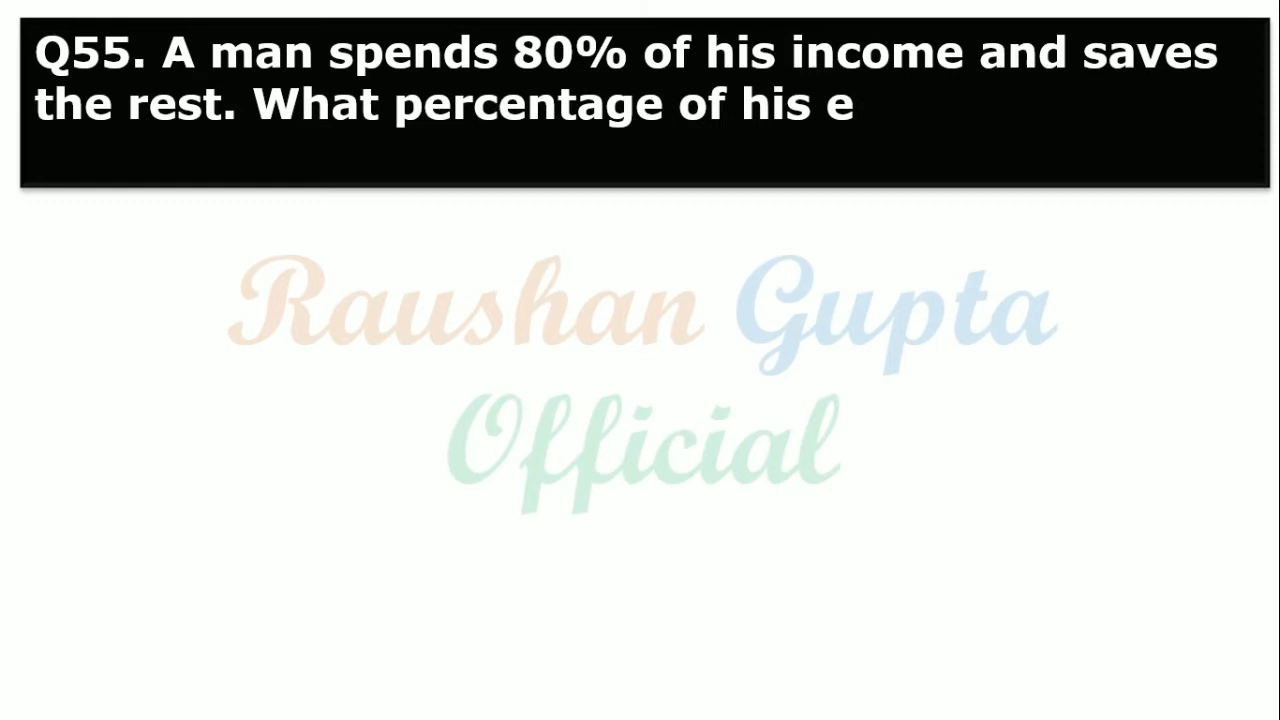 Q55. A man spends 80% of his income and saves
the rest. What percentage of his e
Raushan Gupta
Official